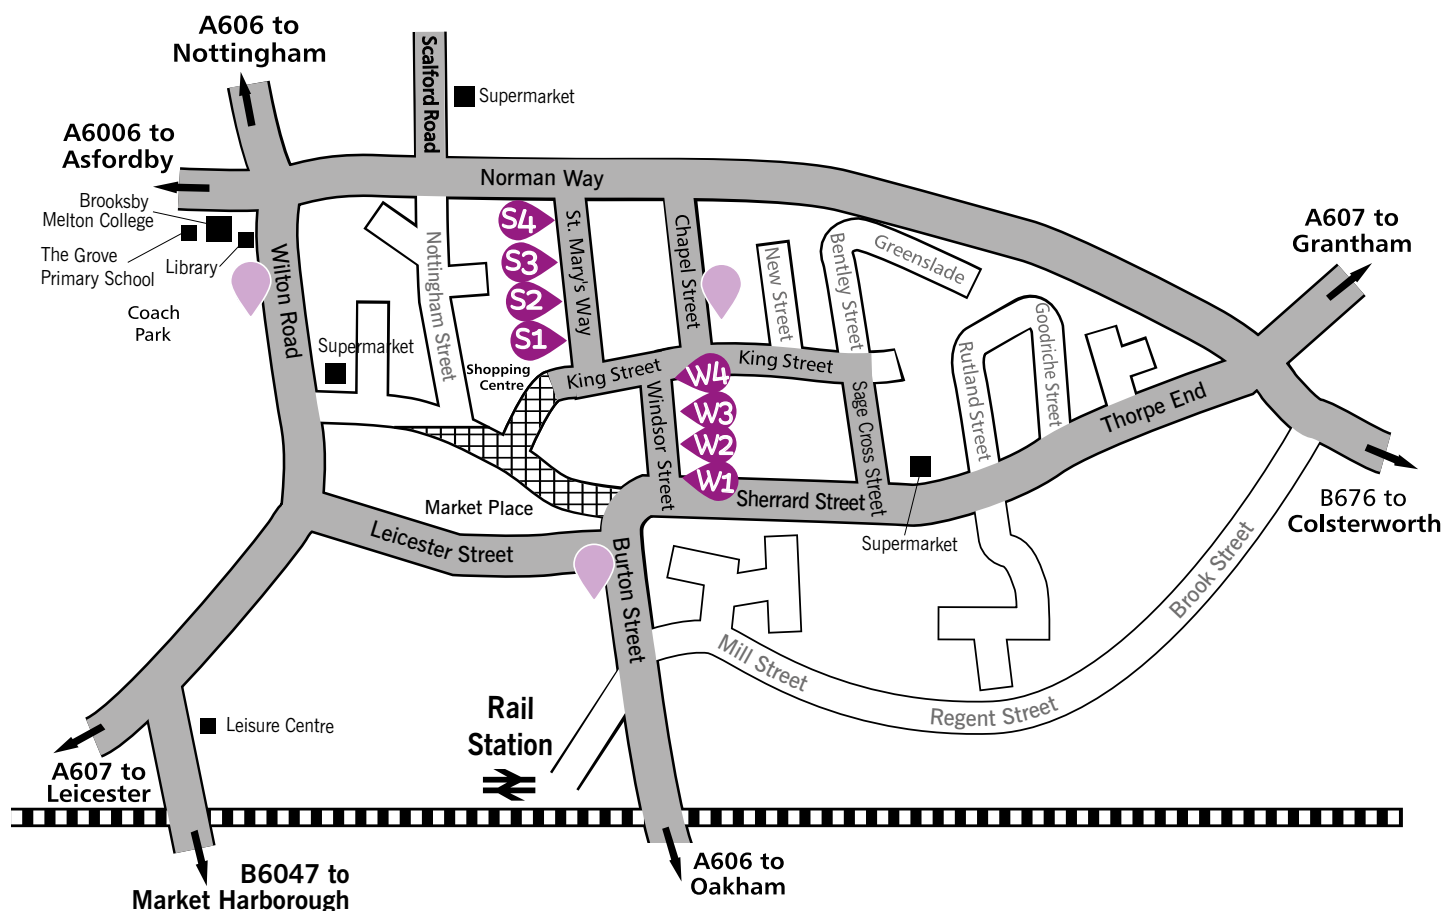 A606 to
Nottingham
Scalford Road
Supermarket
A6006 to
Asfordby
Norman Way
Brooksby
Melton College
The Grove
Primary School
Library
Coach
Park
Wilton Road
Nottingham Street
S4
S3
S2
S1
St. Mary's Way
Chapel Street
New Street
Bentley Street
Greenslade
A607 to
Grantham
Supermarket
Shopping
Centre
King Street
King Street
W4
W3
W2
W1
Windsor Street
Sage Cross Street
Rutland Street
Goodriche Street
Thorpe End
Market Place
Sherrard Street
Supermarket
B676 to
Colsterworth
Leicester Street
Burton Street
Mill Street
Regent Street
Brook Street
Rail
Station
Leisure Centre
A607 to
Leicester
B6047 to
Market Harborough
A606 to
Oakham